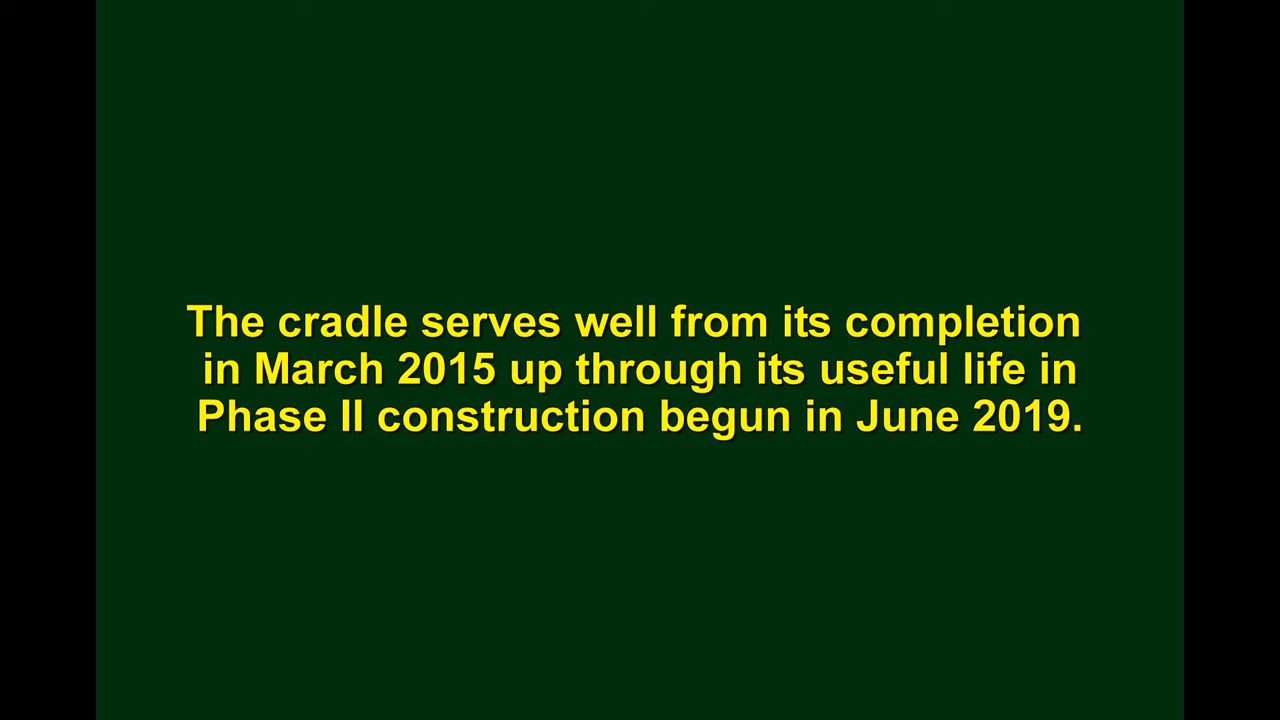 The cradle serves well from its completion
in March 2015 up through its useful life in
Phase II construction begun in June 2019.